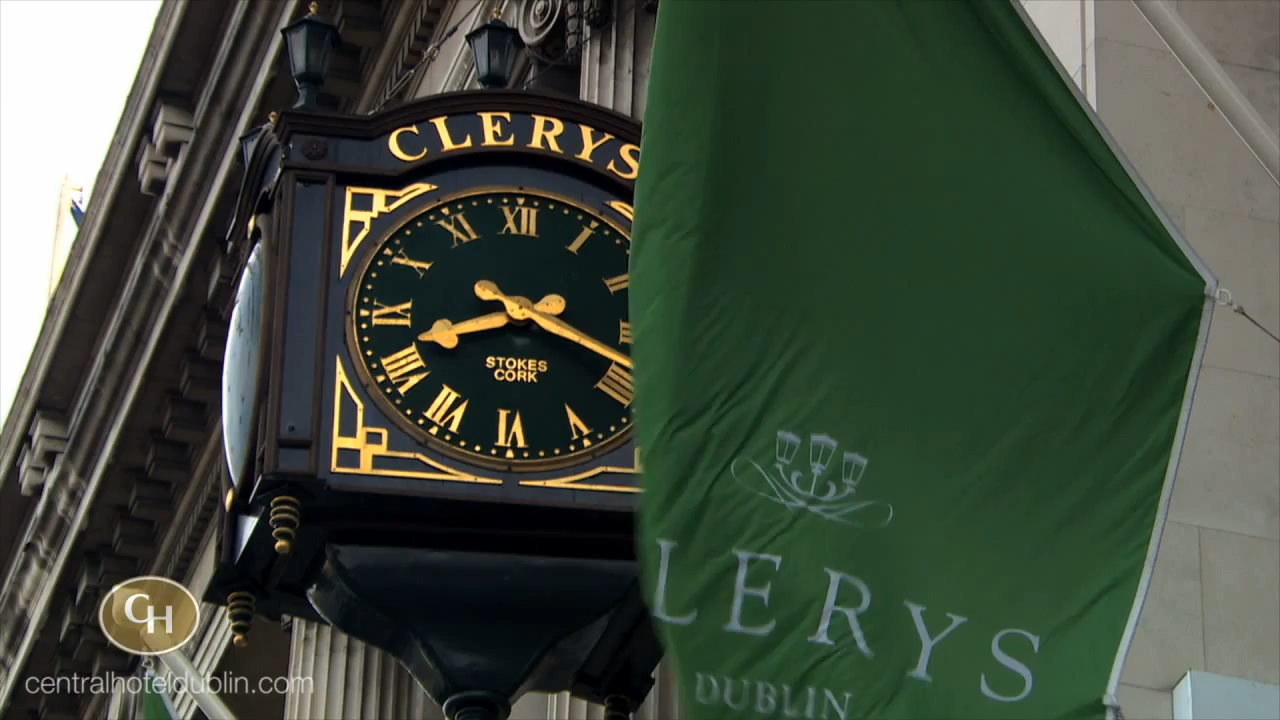 CLERYS
XII
I
II
III
IIII
V
VI
VII
VIII
IX
X
XI
STOKES
CORK
LERYS
DUBLIN
CH
centralhoteldublin.com